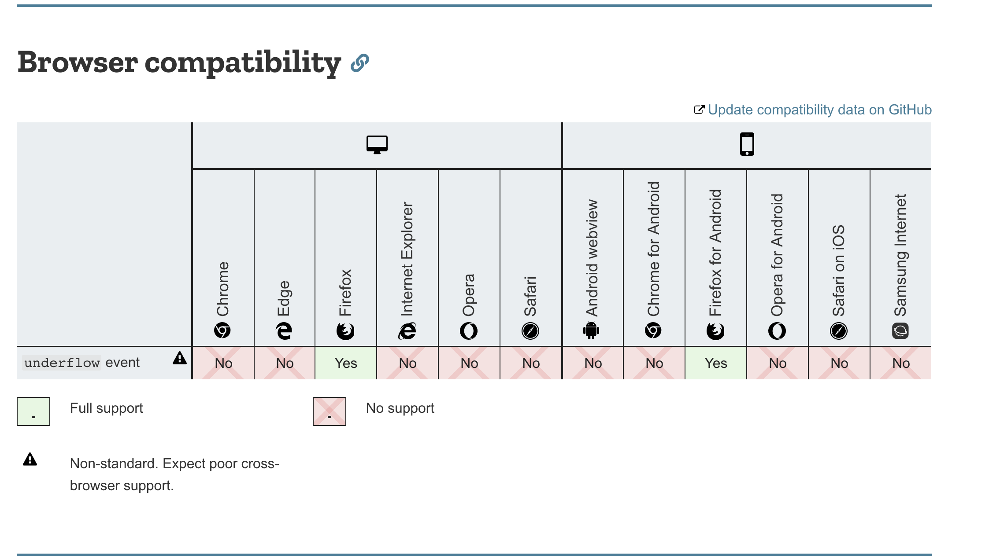 Browser compatibility
Update compatibility data on GitHub
Chrome
Edge
Firefox
Internet Explorer
Opera
Safari
Android webview
Chrome for Android
Firefox for Android
Opera for Android
Safari on iOS
Samsung Internet
underflow event No No Yes No No No No No Yes No No No
- Full support - No support
Non-standard. Expect poor cross-
browser support.